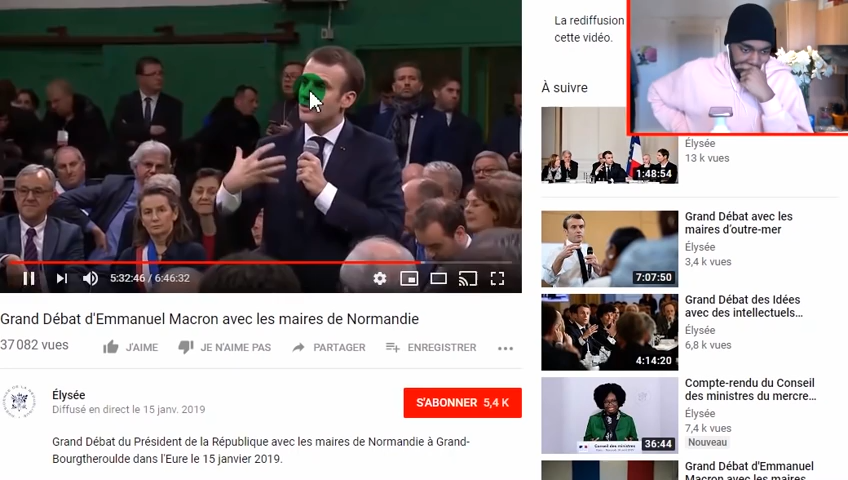 La rediffusion
cette vidéo.
À suivre
1:48:54
Élysée
13 k vues
Grand Débat avec les
maires d'outre-mer
Élysée
3,4 k vues
7:07:50
Grand Débat des Idées
avec des intellectuels...
Élysée
6,8 k vues
4:14:20
Compte-rendu du Conseil
des ministres du mercre...
Élysée
7,4 k vues
Nouveau
36:44
Grand Débat d'Emmanuel
Macron avec les maires
5:32:46 / 6:46:32
Grand Débat d'Emmanuel Macron avec les maires de Normandie
37 082 vues
J'AIME
JE N'AIME PAS
PARTAGER
ENREGISTRER
Élysée
Diffusé en direct le 15 janv. 2019
S'ABONNER 5,4 K
Grand Débat du Président de la République avec les maires de Normandie à Grand-
Bourgtheroulde dans l'Eure le 15 janvier 2019.